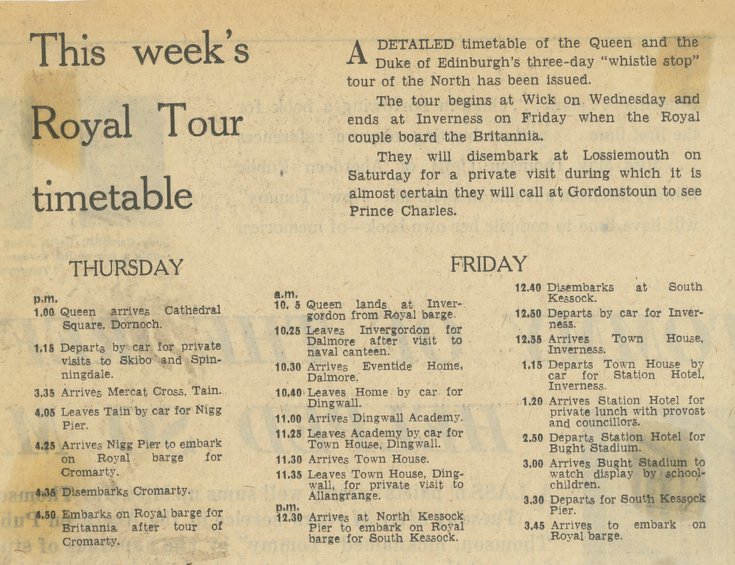 This week's
Royal Tour
timetable
A DETAILED timetable of the Queen and the
Duke of Edinburgh's three-day "whistle stop"
tour of the North has been issued.
The tour begins at Wick on Wednesday and
ends at Inverness on Friday when the Royal
couple board the Britannia.
They will disembark at Lossiemouth on
Saturday for a private visit during which it is
almost certain they will call at Gordonstoun to see
Prince Charles.
THURSDAY
p.m.
1.00 Queen arrives Cathedral
Square, Dornoch.
1.15 Departs by car for private
visits to Skibo and Spin-
ningdale.
3.35 Arrives Mercat Cross, Tain.
4.05 Leaves Tain by car for Nigg
Pier.
4.25 Arrives Nigg Pier to embark
on Royal barge for
Cromarty.
4.35 Disembarks Cromarty.
4.50 Embarks on Royal barge for
Britannia after tour of
Cromarty.
FRIDAY
a.m.
10. 5 Queen lands at Inver-
gordon from Royal barge.
10.25 Leaves Invergordon for
Dalmore after visit to
naval canteen.
10.30 Arrives Eventide Home,
Dalmore.
10.40 Leaves Home by car for
Dingwall.
11.00 Arrives Dingwall Academy.
11.25 Leaves Academy by car for
Town House, Dingwall.
11.30 Arrives Town House.
11.35 Leaves Town House, Ding-
wall, for private visit to
Allangrange.
p.m.
12.30 Arrives at North Kessock
Pier to embark on Royal
barge for South Kessock.
12.40 Disembarks at South
Kessock.
12.50 Departs by car for Inver-
ness.
12.55 Arrives Town House,
Inverness.
1.15 Departs Town House by
car for Station Hotel,
Inverness.
1.20 Arrives Station Hotel for
private lunch with provost
and councillors.
2.50 Departs Station Hotel for
Bught Stadium.
3.00 Arrives Bught Stadium to
watch display by school-
children.
3.30 Departs for South Kessock
Pier.
3.45 Arrives to embark on
Royal barge.